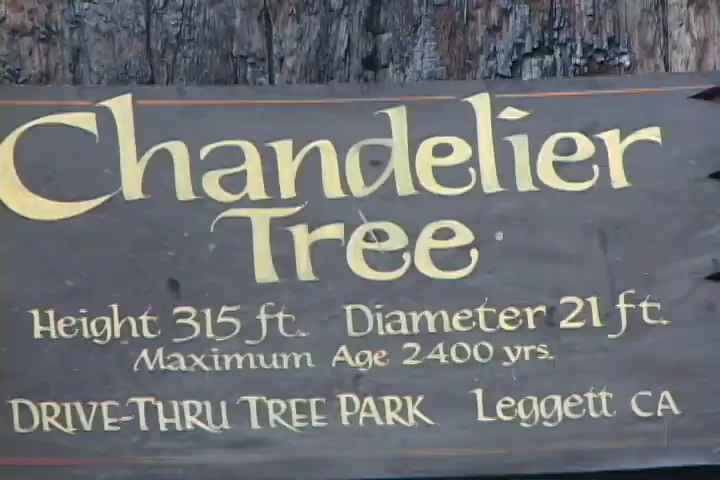 Chandelier
Tree
Height 315 ft. Diameter 21 ft.
Maximum Age 2400 yrs.
DRIVE-THRU TREE PARK Leggett CA